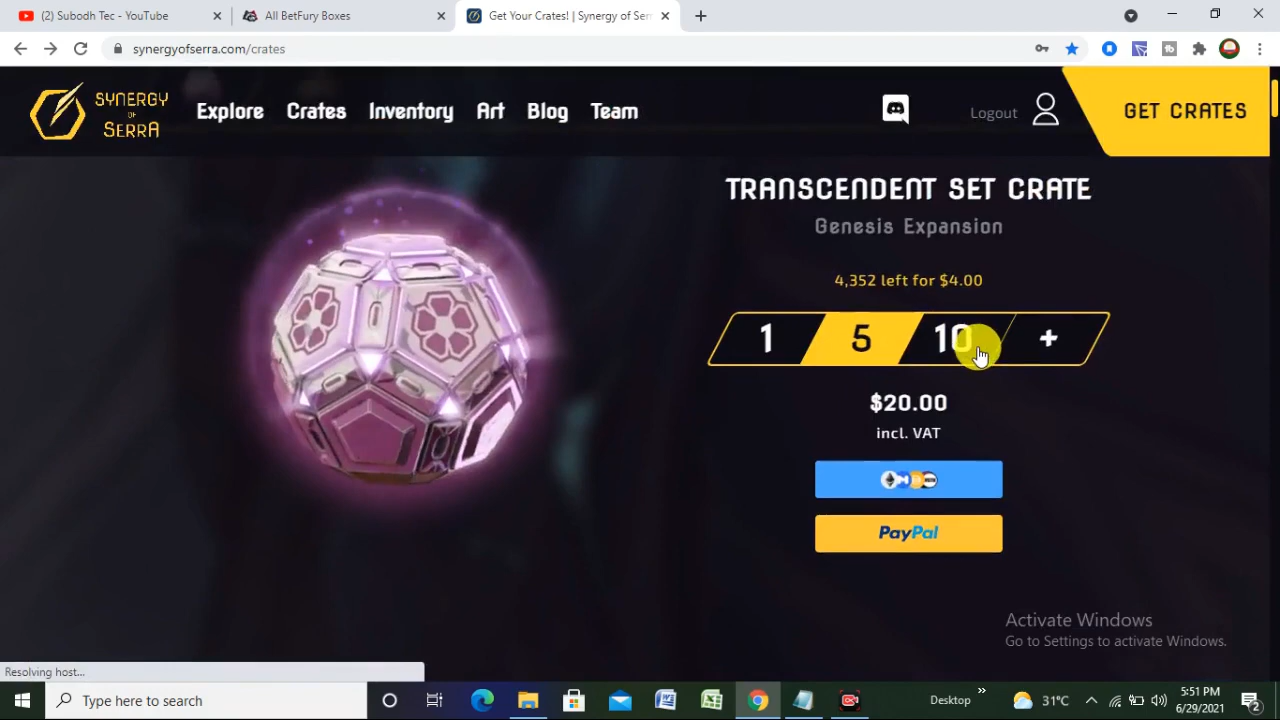 (2) Subodh Tec - YouTube
All BetFury Boxes
Get Your Crates! | Synergy of Serr
synergyofserra.com/crates
SYNERGY
OF
SERRA
Explore
Crates
Inventory
Art
Blog
Team
Logout
GET CRATES
TRANSCENDENT SET CRATE
Genesis Expansion
4,352 left for $4.00
1
5
10
+
$20.00
incl. VAT
PayPal
Activate Windows
Go to Settings to activate Windows.
Resolving host...
Type here to search
Desktop
»
31°C
5:51 PM
6/29/2021
2